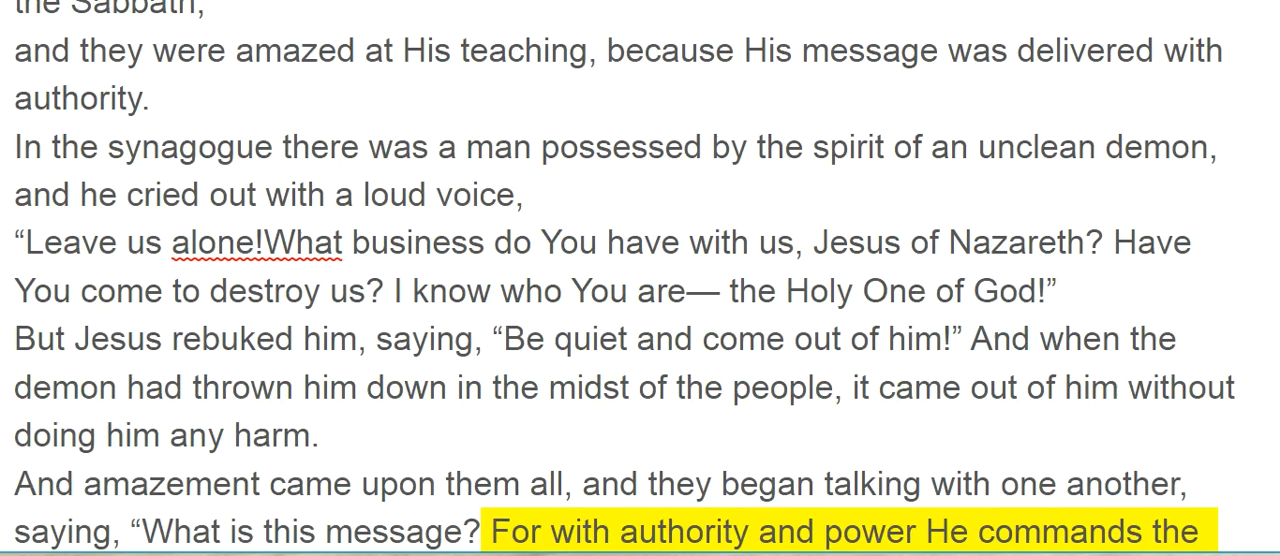 the Sabbath,
and they were amazed at His teaching, because His message was delivered with
authority.
In the synagogue there was a man possessed by the spirit of an unclean demon,
and he cried out with a loud voice,
“Leave us alone!What business do You have with us, Jesus of Nazareth? Have
You come to destroy us? I know who You are— the Holy One of God!”
But Jesus rebuked him, saying, “Be quiet and come out of him!” And when the
demon had thrown him down in the midst of the people, it came out of him without
doing him any harm.
And amazement came upon them all, and they began talking with one another,
saying, “What is this message? For with authority and power He commands the